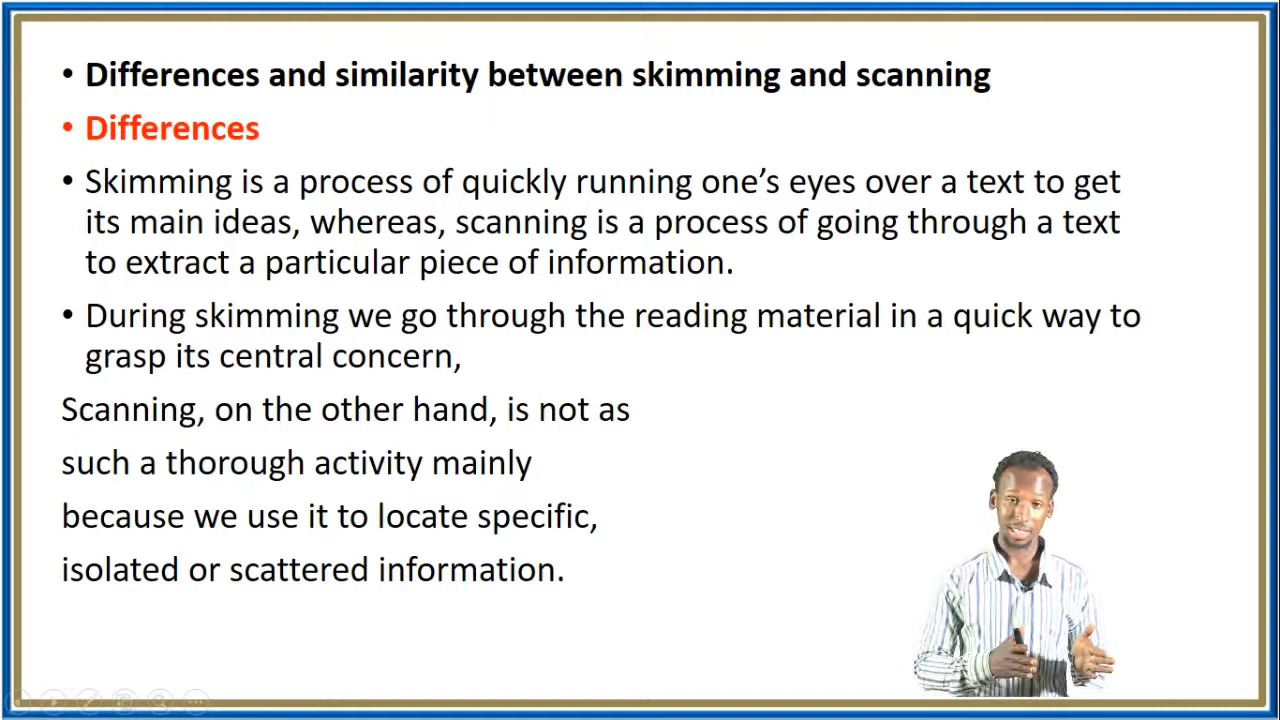 • Differences and similarity between skimming and scanning
• Differences
• Skimming is a process of quickly running one’s eyes over a text to get
its main ideas, whereas, scanning is a process of going through a text
to extract a particular piece of information.
• During skimming we go through the reading material in a quick way to
grasp its central concern,
Scanning, on the other hand, is not as
such a thorough activity mainly
because we use it to locate specific,
isolated or scattered information.